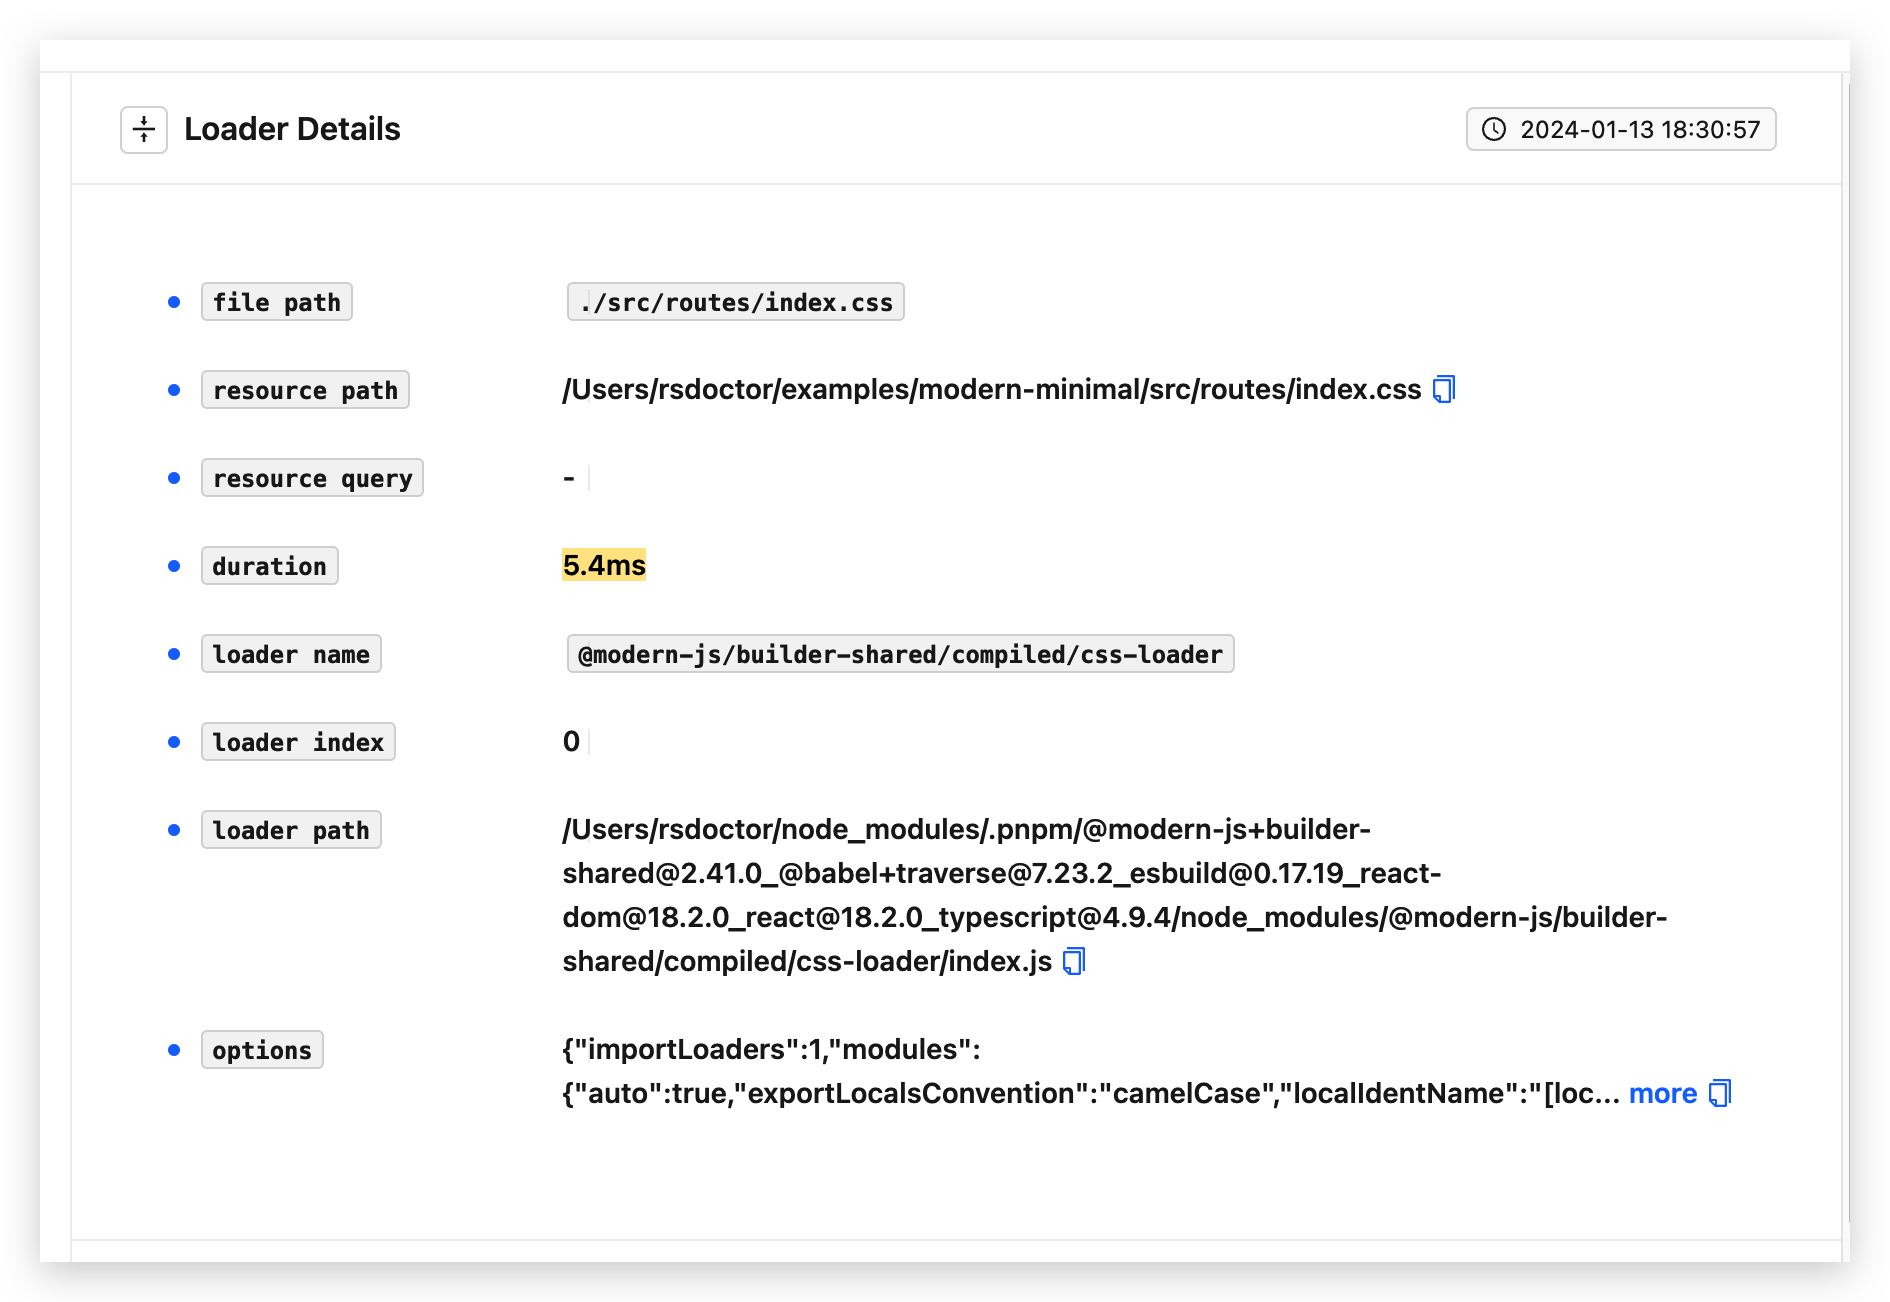 Loader Details
2024-01-13 18:30:57
file path
./src/routes/index.css
resource path
/Users/rsdoctor/examples/modern-minimal/src/routes/index.css
resource query
-
duration
5.4ms
loader name
@modern-js/builder-shared/compiled/css-loader
loader index
0
loader path
/Users/rsdoctor/node_modules/.pnpm/@modern-js+builder-
shared@2.41.0_@babel+traverse@7.23.2_esbuild@0.17.19_react-
dom@18.2.0_react@18.2.0_typescript@4.9.4/node_modules/@modern-js/builder-
shared/compiled/css-loader/index.js
options
{"importLoaders":1,"modules":
{"auto":true,"exportLocalsConvention":"camelCase","localIdentName":"[loc... more